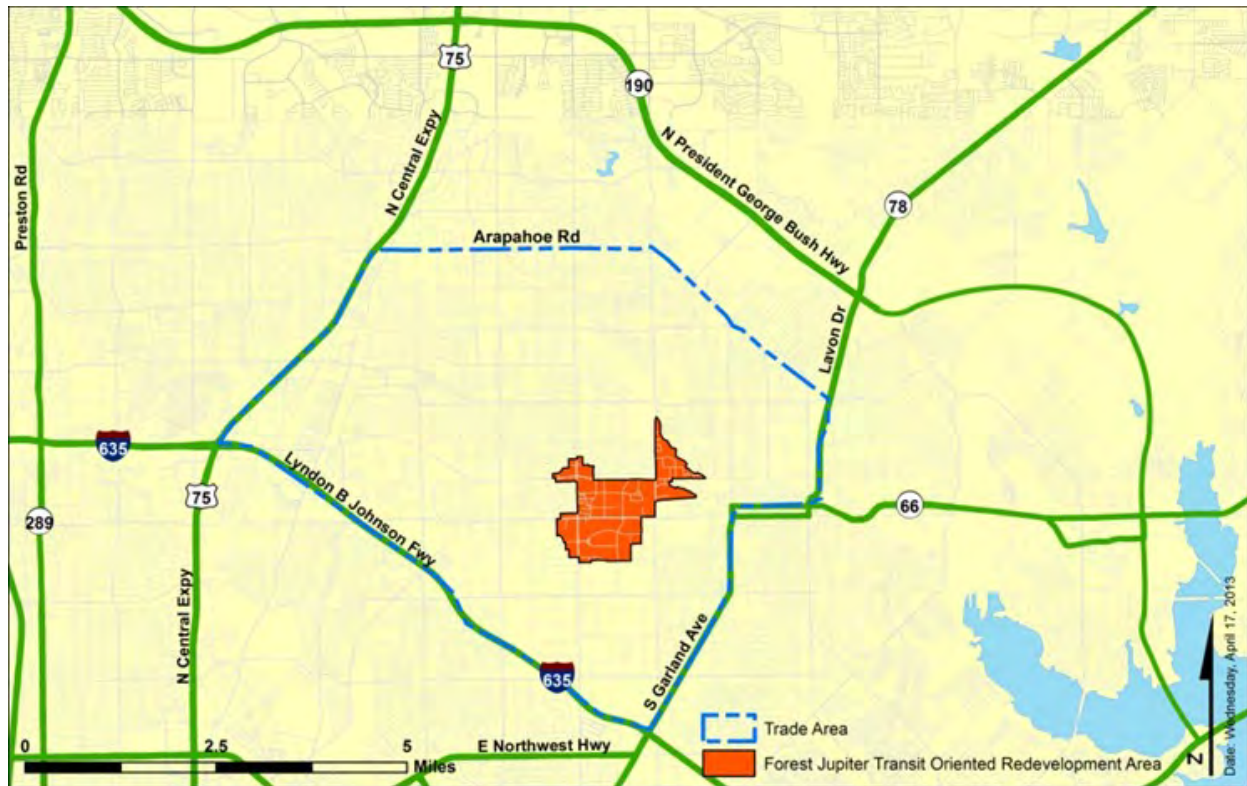 75
190
N Central Expy
N President George Bush Hwy
Preston Rd
78
Arapahoe Rd
Lavon Dr
635
Lyndon B Johnson Fwy
75
289
66
N Central Expy
S Garland Ave
635
E Northwest Hwy
0 2.5 5
Miles
Trade Area
Forest Jupiter Transit Oriented Redevelopment Area
N
Date: Wednesday, April 17, 2013